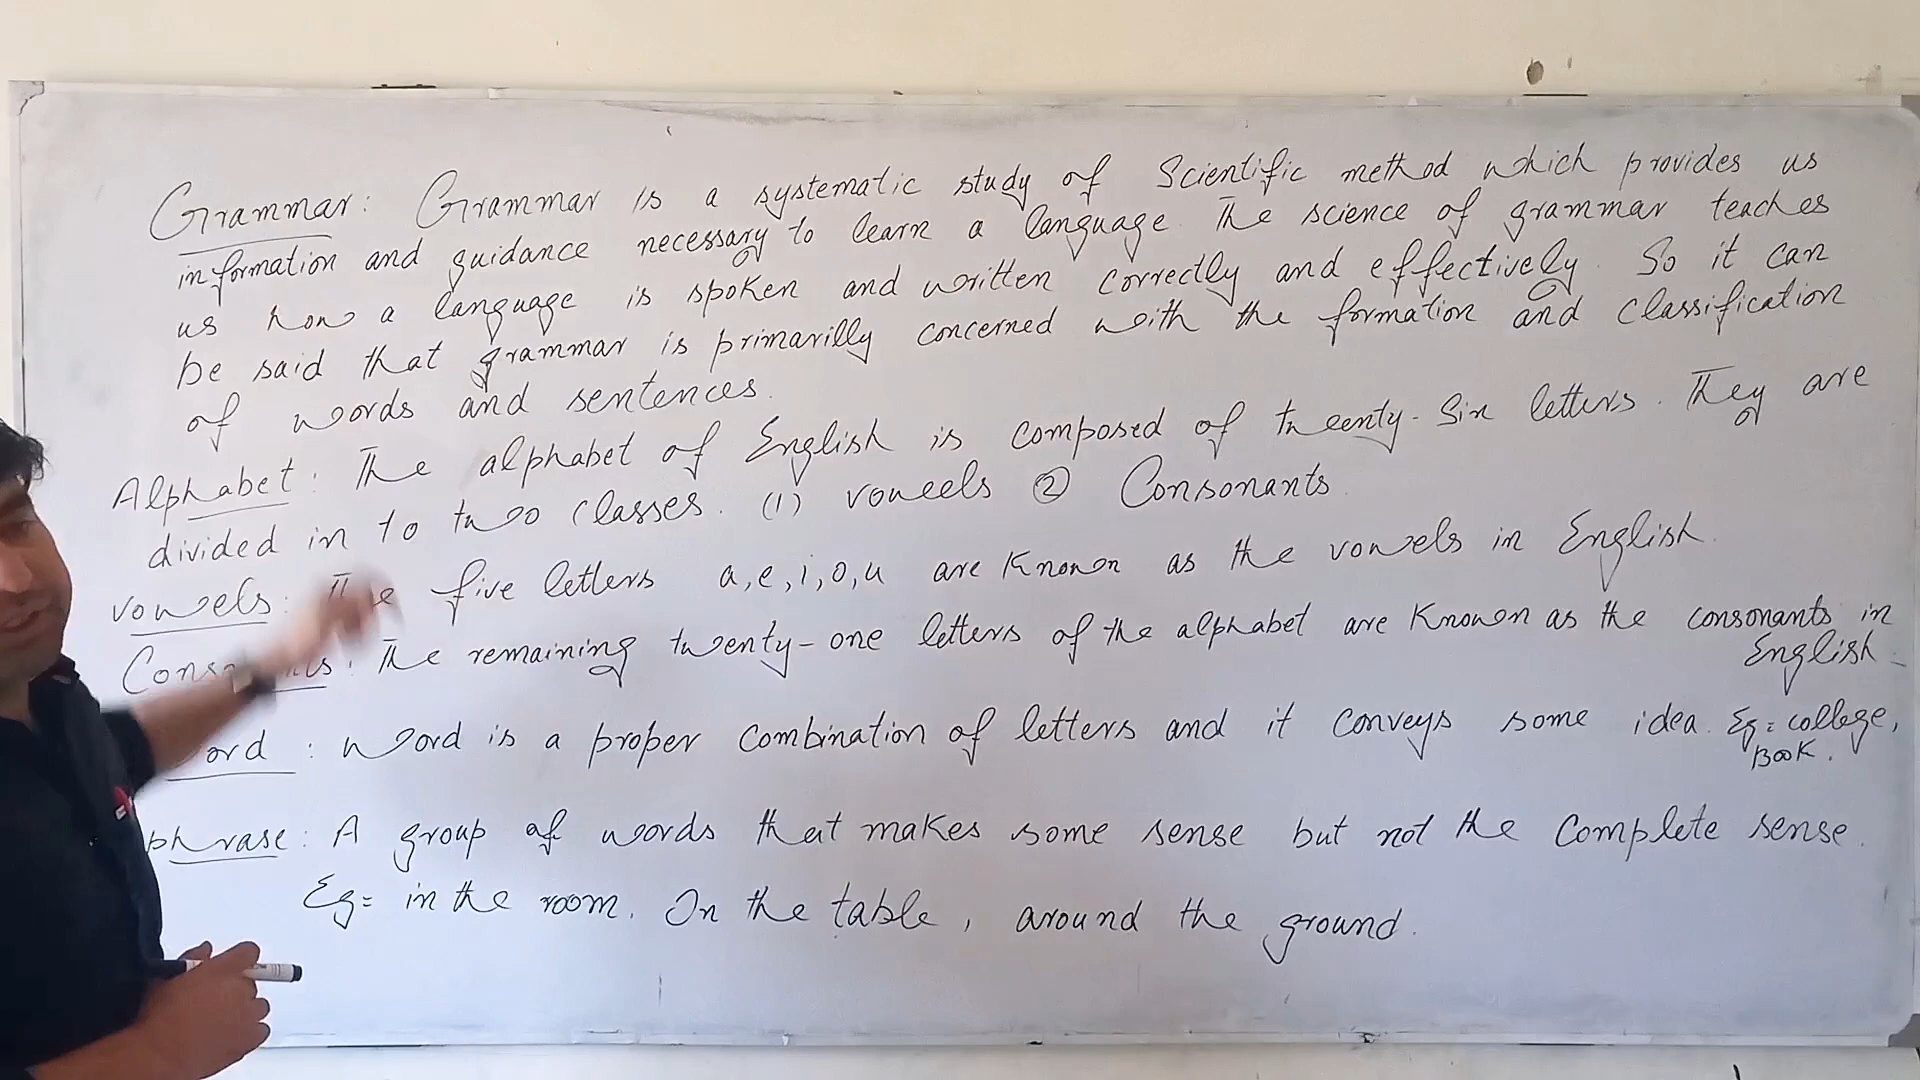 Grammar: Grammar is a systematic study of Scientific method which provides us
information and guidance necessary to learn a language. The science of grammar teaches
us how a language is spoken and written correctly and effectively. So it can
be said that grammar is primarilly concerned with the formation and classification
of words and sentences.
Alphabet: The alphabet of English is composed of tweenty-Six letters. They are
divided in to two classes. (1) voweels ② Consonants.
vowels: The five letters a,e,i,o,u are Known as the vowels in English.
Consonants: The remaining twenty-one letters of the alphabet are Known as the consonants in
English-
ord: Word is a proper combination of letters and it conveys some idea. Eg= college,
Book.
phrase: A group of words that makes some sense but not the complete sense.
Eg= in the room. On the table, around the ground.